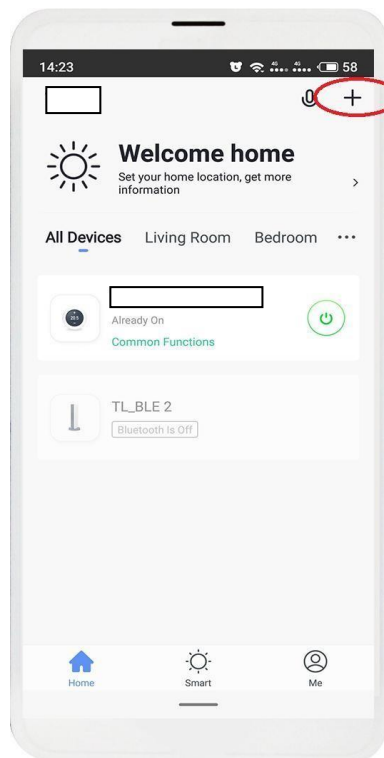 14:23 58
Welcome home
Set your home location, get more
information
All Devices Living Room Bedroom
Already On
Common Functions
TL_BLE 2
Bluetooth Is Off
Home Smart Me